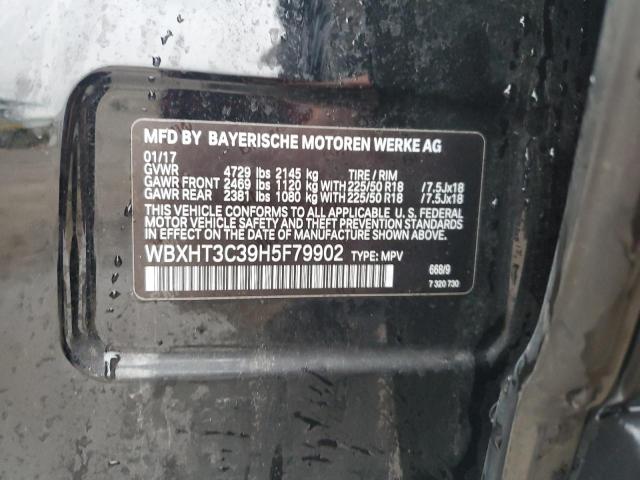 MFD BY BAYERISCHE MOTOREN WERKE AG
01/17
GVWR 4729 lbs 2145 kg TIRE / RIM
GAWR FRONT 2469 lbs 1120 kg WITH 225/50 R18 /7.5Jx18
GAWR REAR 2381 lbs 1080 kg WITH 225/50 R18 /7.5Jx18
THIS VEHICLE CONFORMS TO ALL APPLICABLE U. S. FEDERAL
MOTOR VEHICLE SAFETY AND THEFT PREVENTION STANDARDS
IN EFFECT ON THE DATE OF MANUFACTURE SHOWN ABOVE.
WBXHT3C39H5F79902 TYPE: MPV
668/9
7 320 730